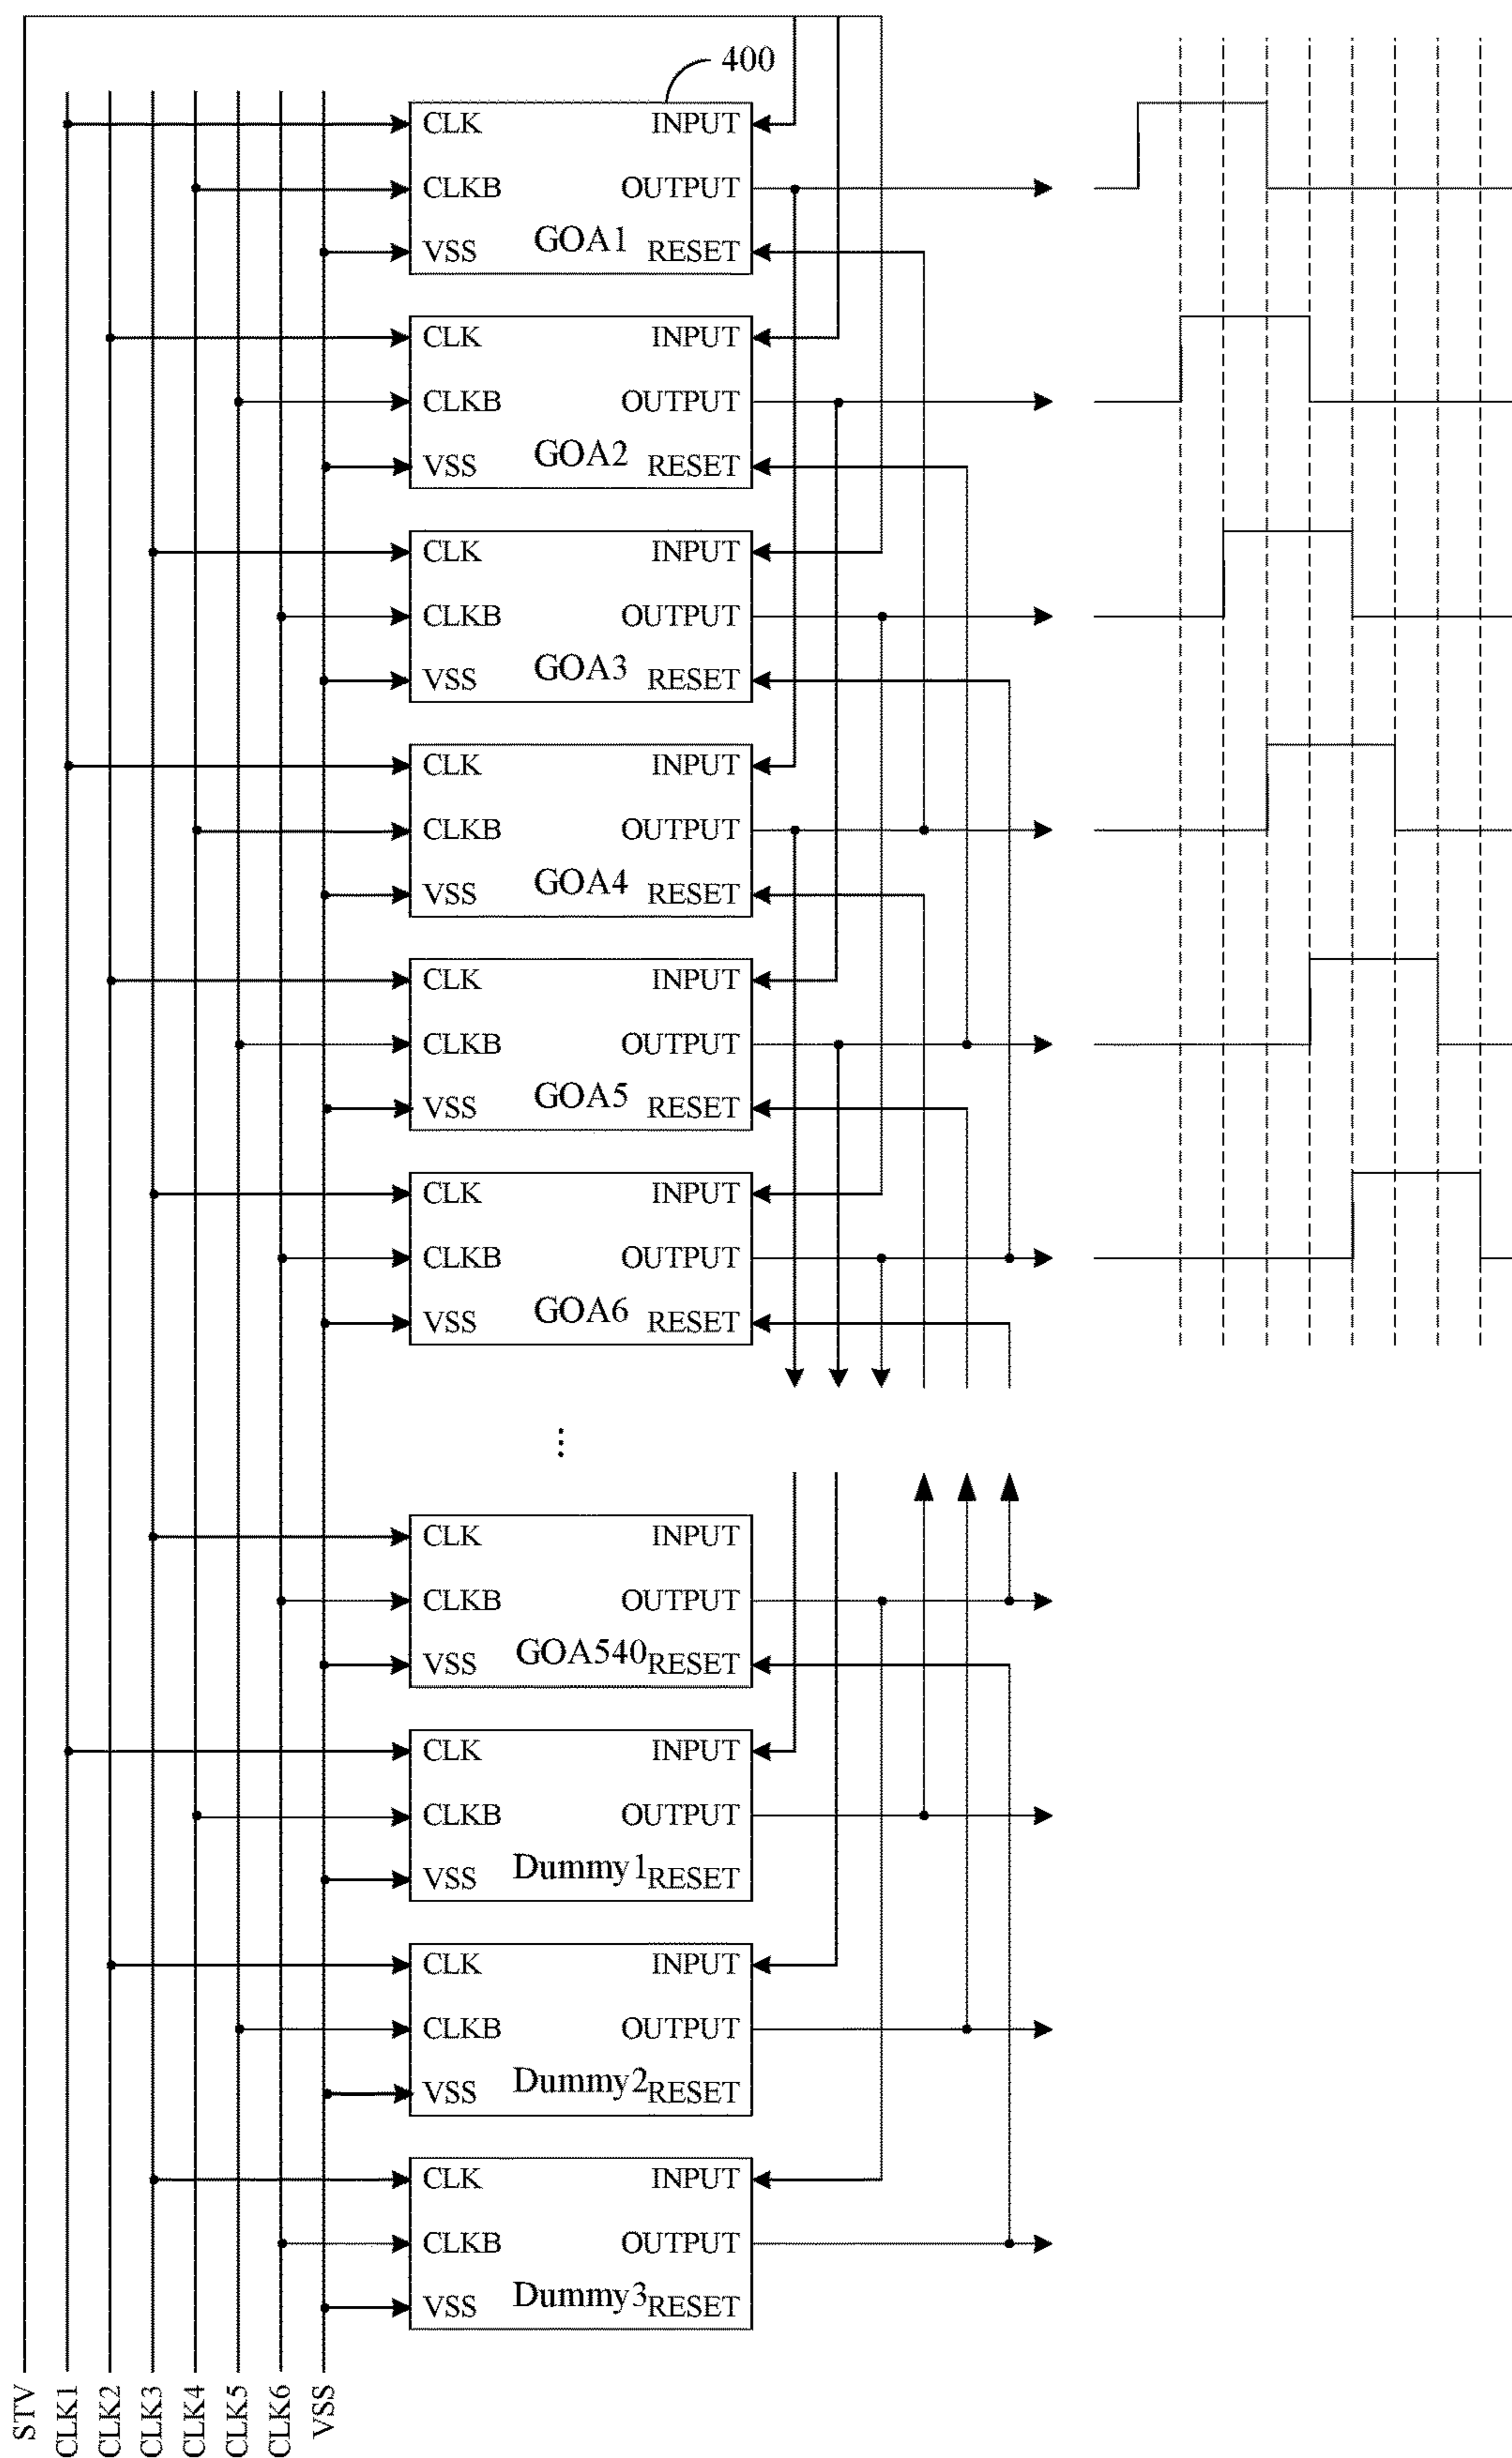 400
CLK INPUT
CLKB OUTPUT
VSS GOA1 RESET
CLK INPUT
CLKB OUTPUT
VSS GOA2 RESET
CLK INPUT
CLKB OUTPUT
VSS GOA3 RESET
CLK INPUT
CLKB OUTPUT
VSS GOA4 RESET
CLK INPUT
CLKB OUTPUT
VSS GOA5 RESET
CLK INPUT
CLKB OUTPUT
VSS GOA6 RESET
⋮
CLK INPUT
CLKB OUTPUT
VSS GOA540 RESET
CLK INPUT
CLKB OUTPUT
VSS Dummy1 RESET
CLK INPUT
CLKB OUTPUT
VSS Dummy2 RESET
CLK INPUT
CLKB OUTPUT
VSS Dummy3 RESET
STV
CLK1
CLK2
CLK3
CLK4
CLK5
CLK6
VSS